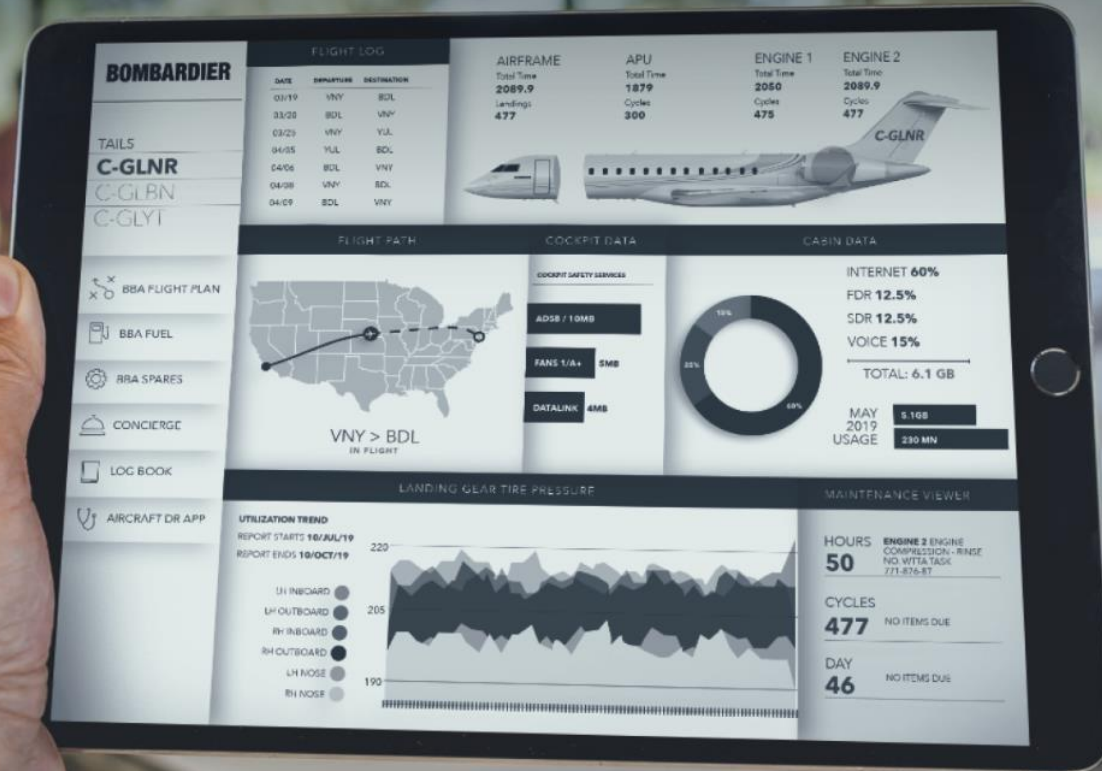 BOMBARDIER
TAILS
C-GLNR
C-GLBN
C-GLYT
BBA FLIGHT PLAN
BBA FUEL
BBA SPARES
CONCIERGE
LOG BOOK
AIRCRAFT DR APP
FLIGHT LOG
DATE DEPARTURE DESTINATION
03/19 VNY BDL
03/20 BDL VNY
03/23 VNY YUL
04/05 YUL BDL
04/06 BDL VNY
04/08 VNY BDL
04/09 BDL VNY
AIRFRAME
Total Time
2089.9
Landings
477
APU
Total Time
1879
Cycles
300
ENGINE 1
Total Time
2050
Cycles
475
ENGINE 2
Total Time
2089.9
Cycles
477
C-GLNR
FLIGHT PATH
VNY > BDL
IN FLIGHT
COCKPIT DATA
COCKPIT SAFETY SERVICES
ADSB / 10MB
FANS 1/A+ 5MB
DATALINK 4MB
CABIN DATA
15%
25%
60%
INTERNET 60%
FDR 12.5%
SDR 12.5%
VOICE 15%
TOTAL: 6.1 GB
MAY
2019
USAGE
5.1GB
230 MN
LANDING GEAR TIRE PRESSURE
UTILIZATION TREND
REPORT STARTS 10/JUL/19
REPORT ENDS 10/OCT/19
LH INBOARD
LH OUTBOARD
RH INBOARD
RH OUTBOARD
LH NOSE
RH NOSE
220
205
190
MAINTENANCE VIEWER
HOURS
50
ENGINE 2 ENGINE
COMPRESSION - RINSE
NO. WTTA TASK
771-876-87
CYCLES
477 NO ITEMS DUE
DAY
46 NO ITEMS DUE